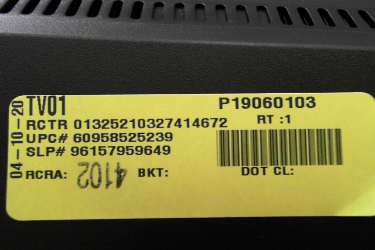 04-10-20
TV01 P19060103
RCTR 01325210327414672 RT :1
UPC# 60958525239
SLP# 96157959649
RCRA: 4102 BKT: DOT CL: